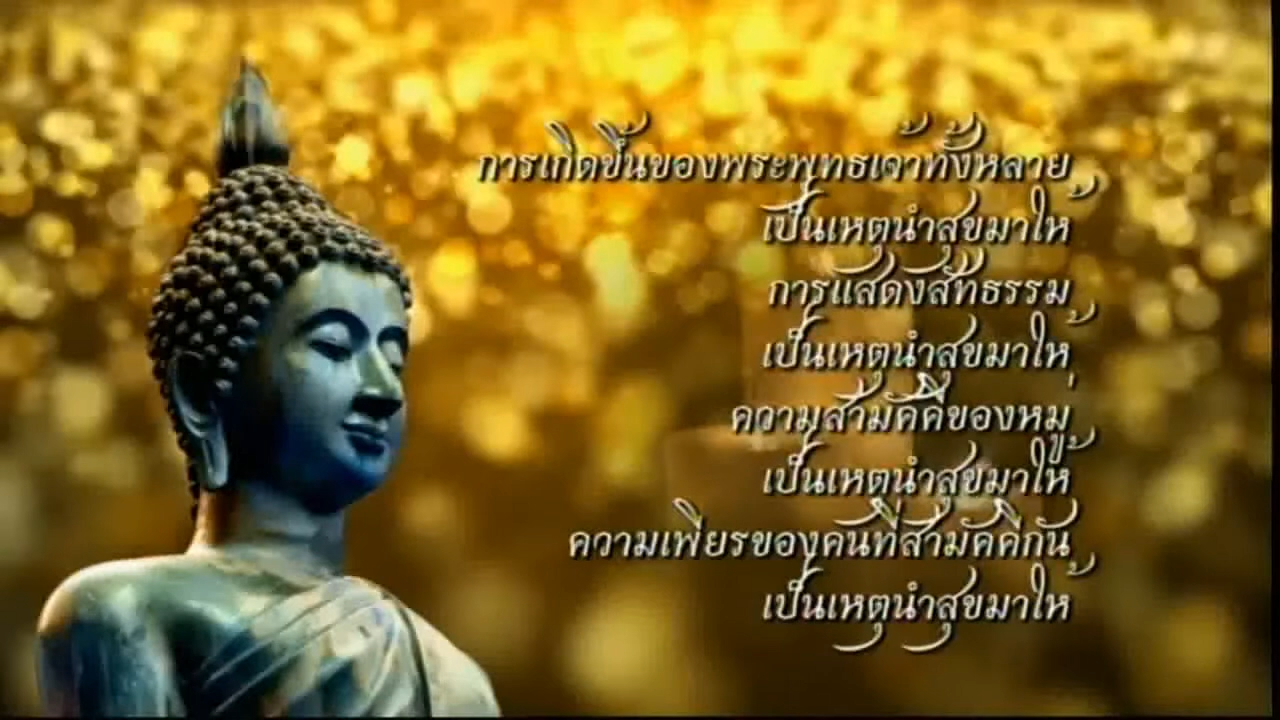 การเกิดขึ้นของพระพุทธเจ้าทั้งหลาย
เป็นเหตุนำสุขมาให้
การแสดงสัทธรรม
เป็นเหตุนำสุขมาให้
ความสามัคคีของหมู่
เป็นเหตุนำสุขมาให้
ความเพียรของคนที่สามัคคีกัน
เป็นเหตุนำสุขมาให้